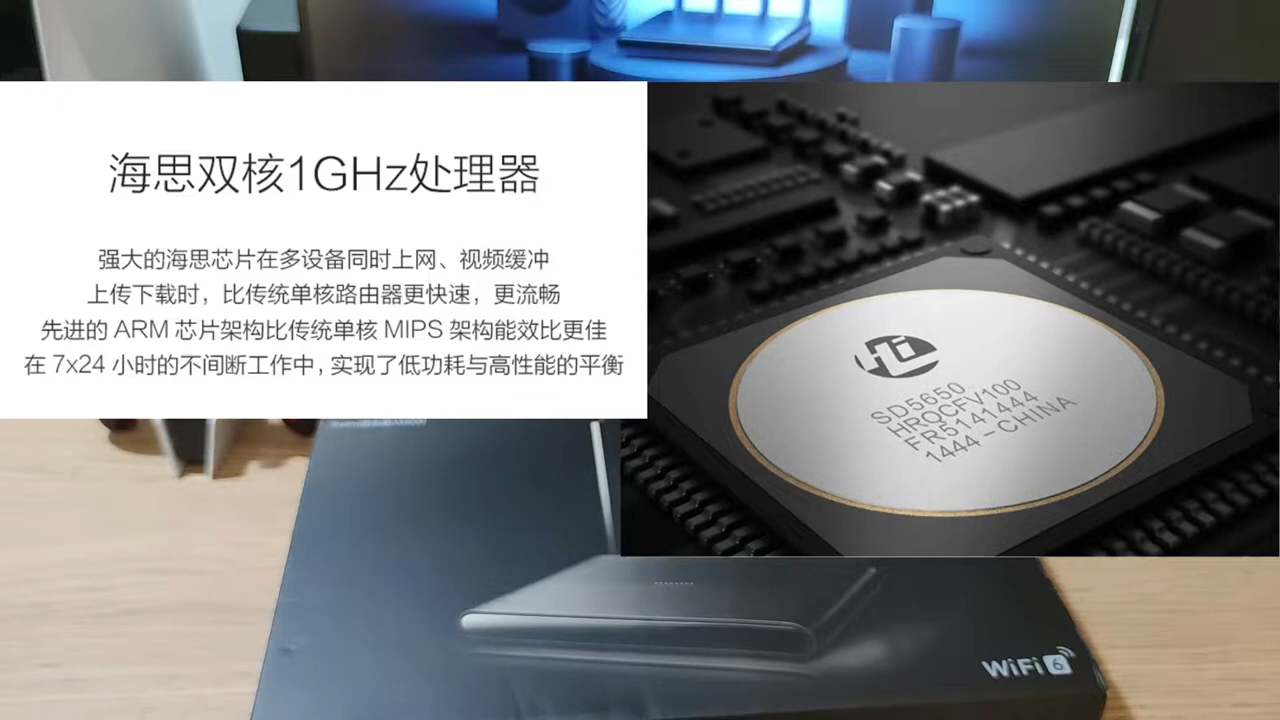 海思双核1GHz处理器
强大的海思芯片在多设备同时上网、视频缓冲
上传下载时，比传统单核路由器更快速，更流畅
先进的 ARM 芯片架构比传统单核 MIPS 架构能效比更佳
在 7x24 小时的不间断工作中，实现了低功耗与高性能的平衡
Hi
SD5650
HRQCFV100
FR5141444
1444-CHINA
WiFi 6